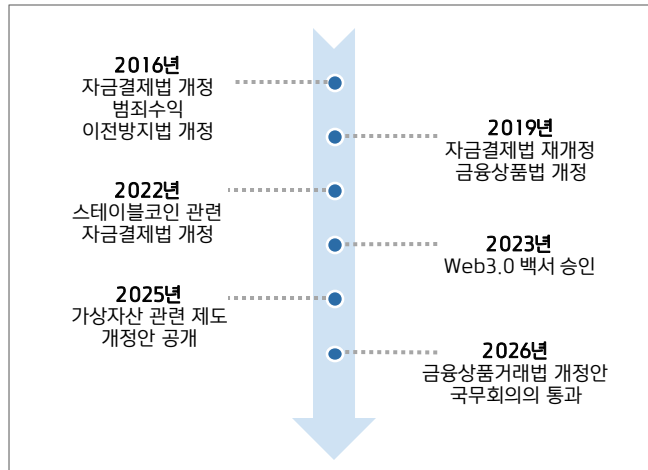 2016년
자금결제법 개정
범죄수익
이전방지법 개정
2019년
자금결제법 재개정
금융상품법 개정
2022년
스테이블코인 관련
자금결제법 개정
2023년
Web3.0 백서 승인
2025년
가상자산 관련 제도
개정안 공개
2026년
금융상품거래법 개정안
국무회의의 통과